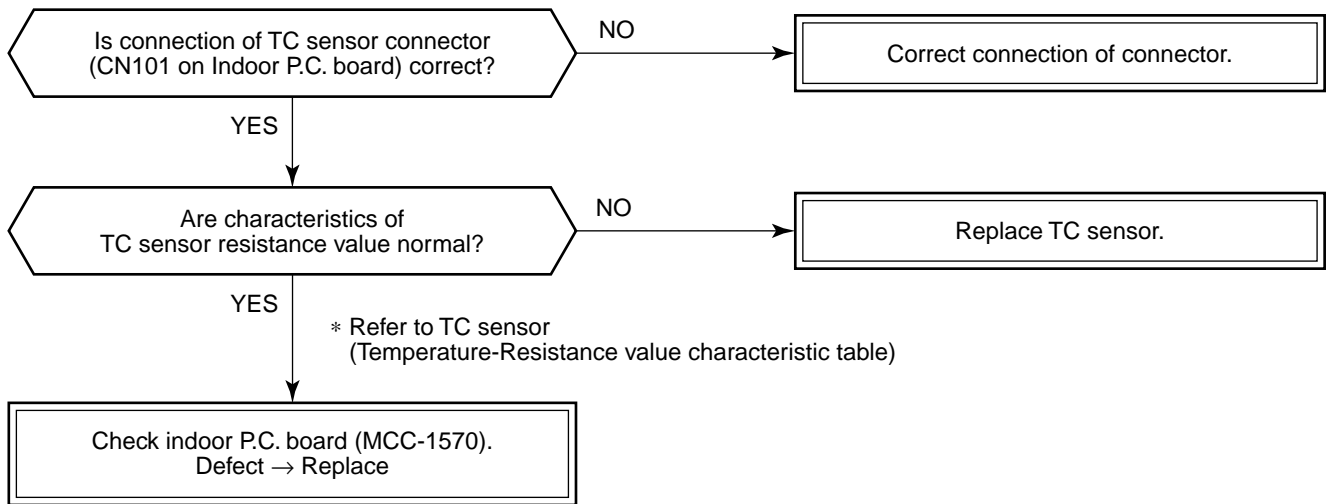 Is connection of TC sensor connector
(CN101 on Indoor P.C. board) correct?
NO
Correct connection of connector.
YES
Are characteristics of
TC sensor resistance value normal?
NO
Replace TC sensor.
YES
* Refer to TC sensor
(Temperature-Resistance value characteristic table)
Check indoor P.C. board (MCC-1570).
Defect → Replace